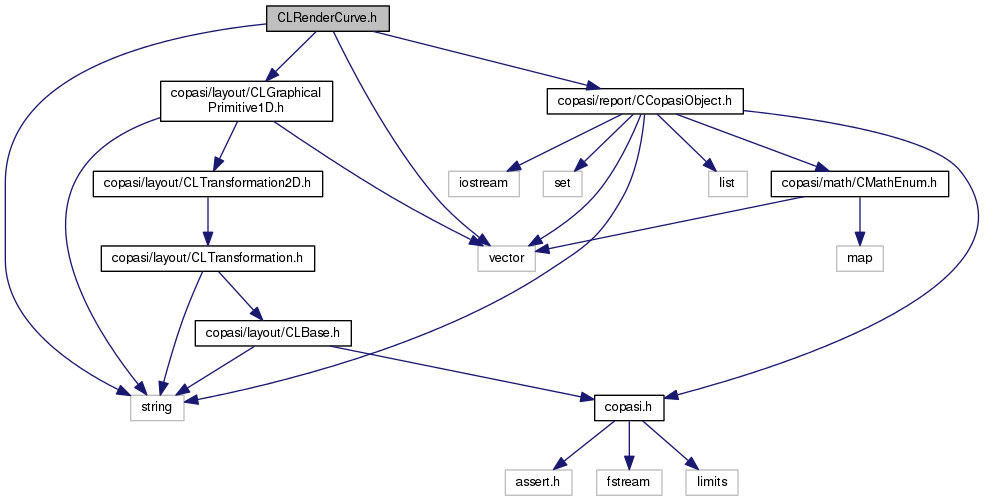 CLRenderCurve.h
copasi/layout/CLGraphical
Primitive1D.h
copasi/report/CCopasiObject.h
copasi/layout/CLTransformation2D.h
iostream
set
list
copasi/math/CMathEnum.h
copasi/layout/CLTransformation.h
vector
map
copasi/layout/CLBase.h
string
copasi.h
assert.h
fstream
limits